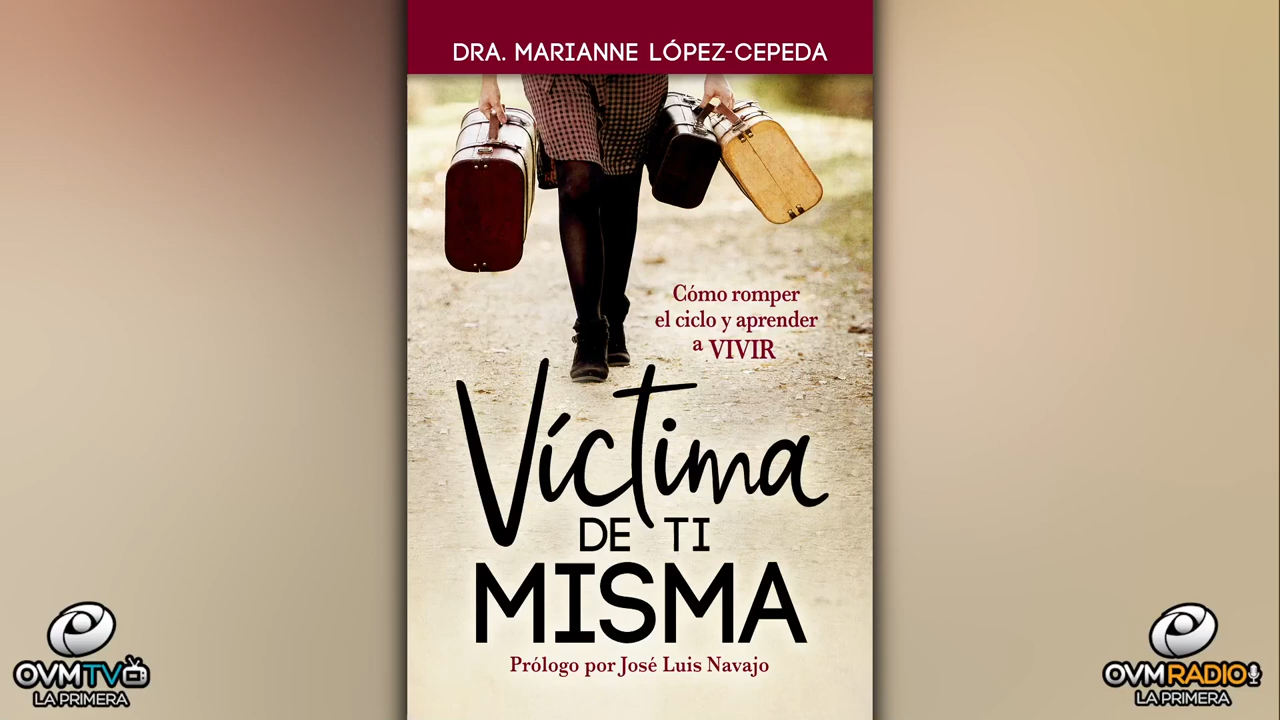 DRA. MARIANNE LÓPEZ-CEPEDA
Cómo romper
el ciclo y aprender
a VIVIR
Víctima
DE TI
MISMA
Prólogo por José Luis Navajo
OVMTV
LA PRIMERA
OVMRADIO
LA PRIMERA